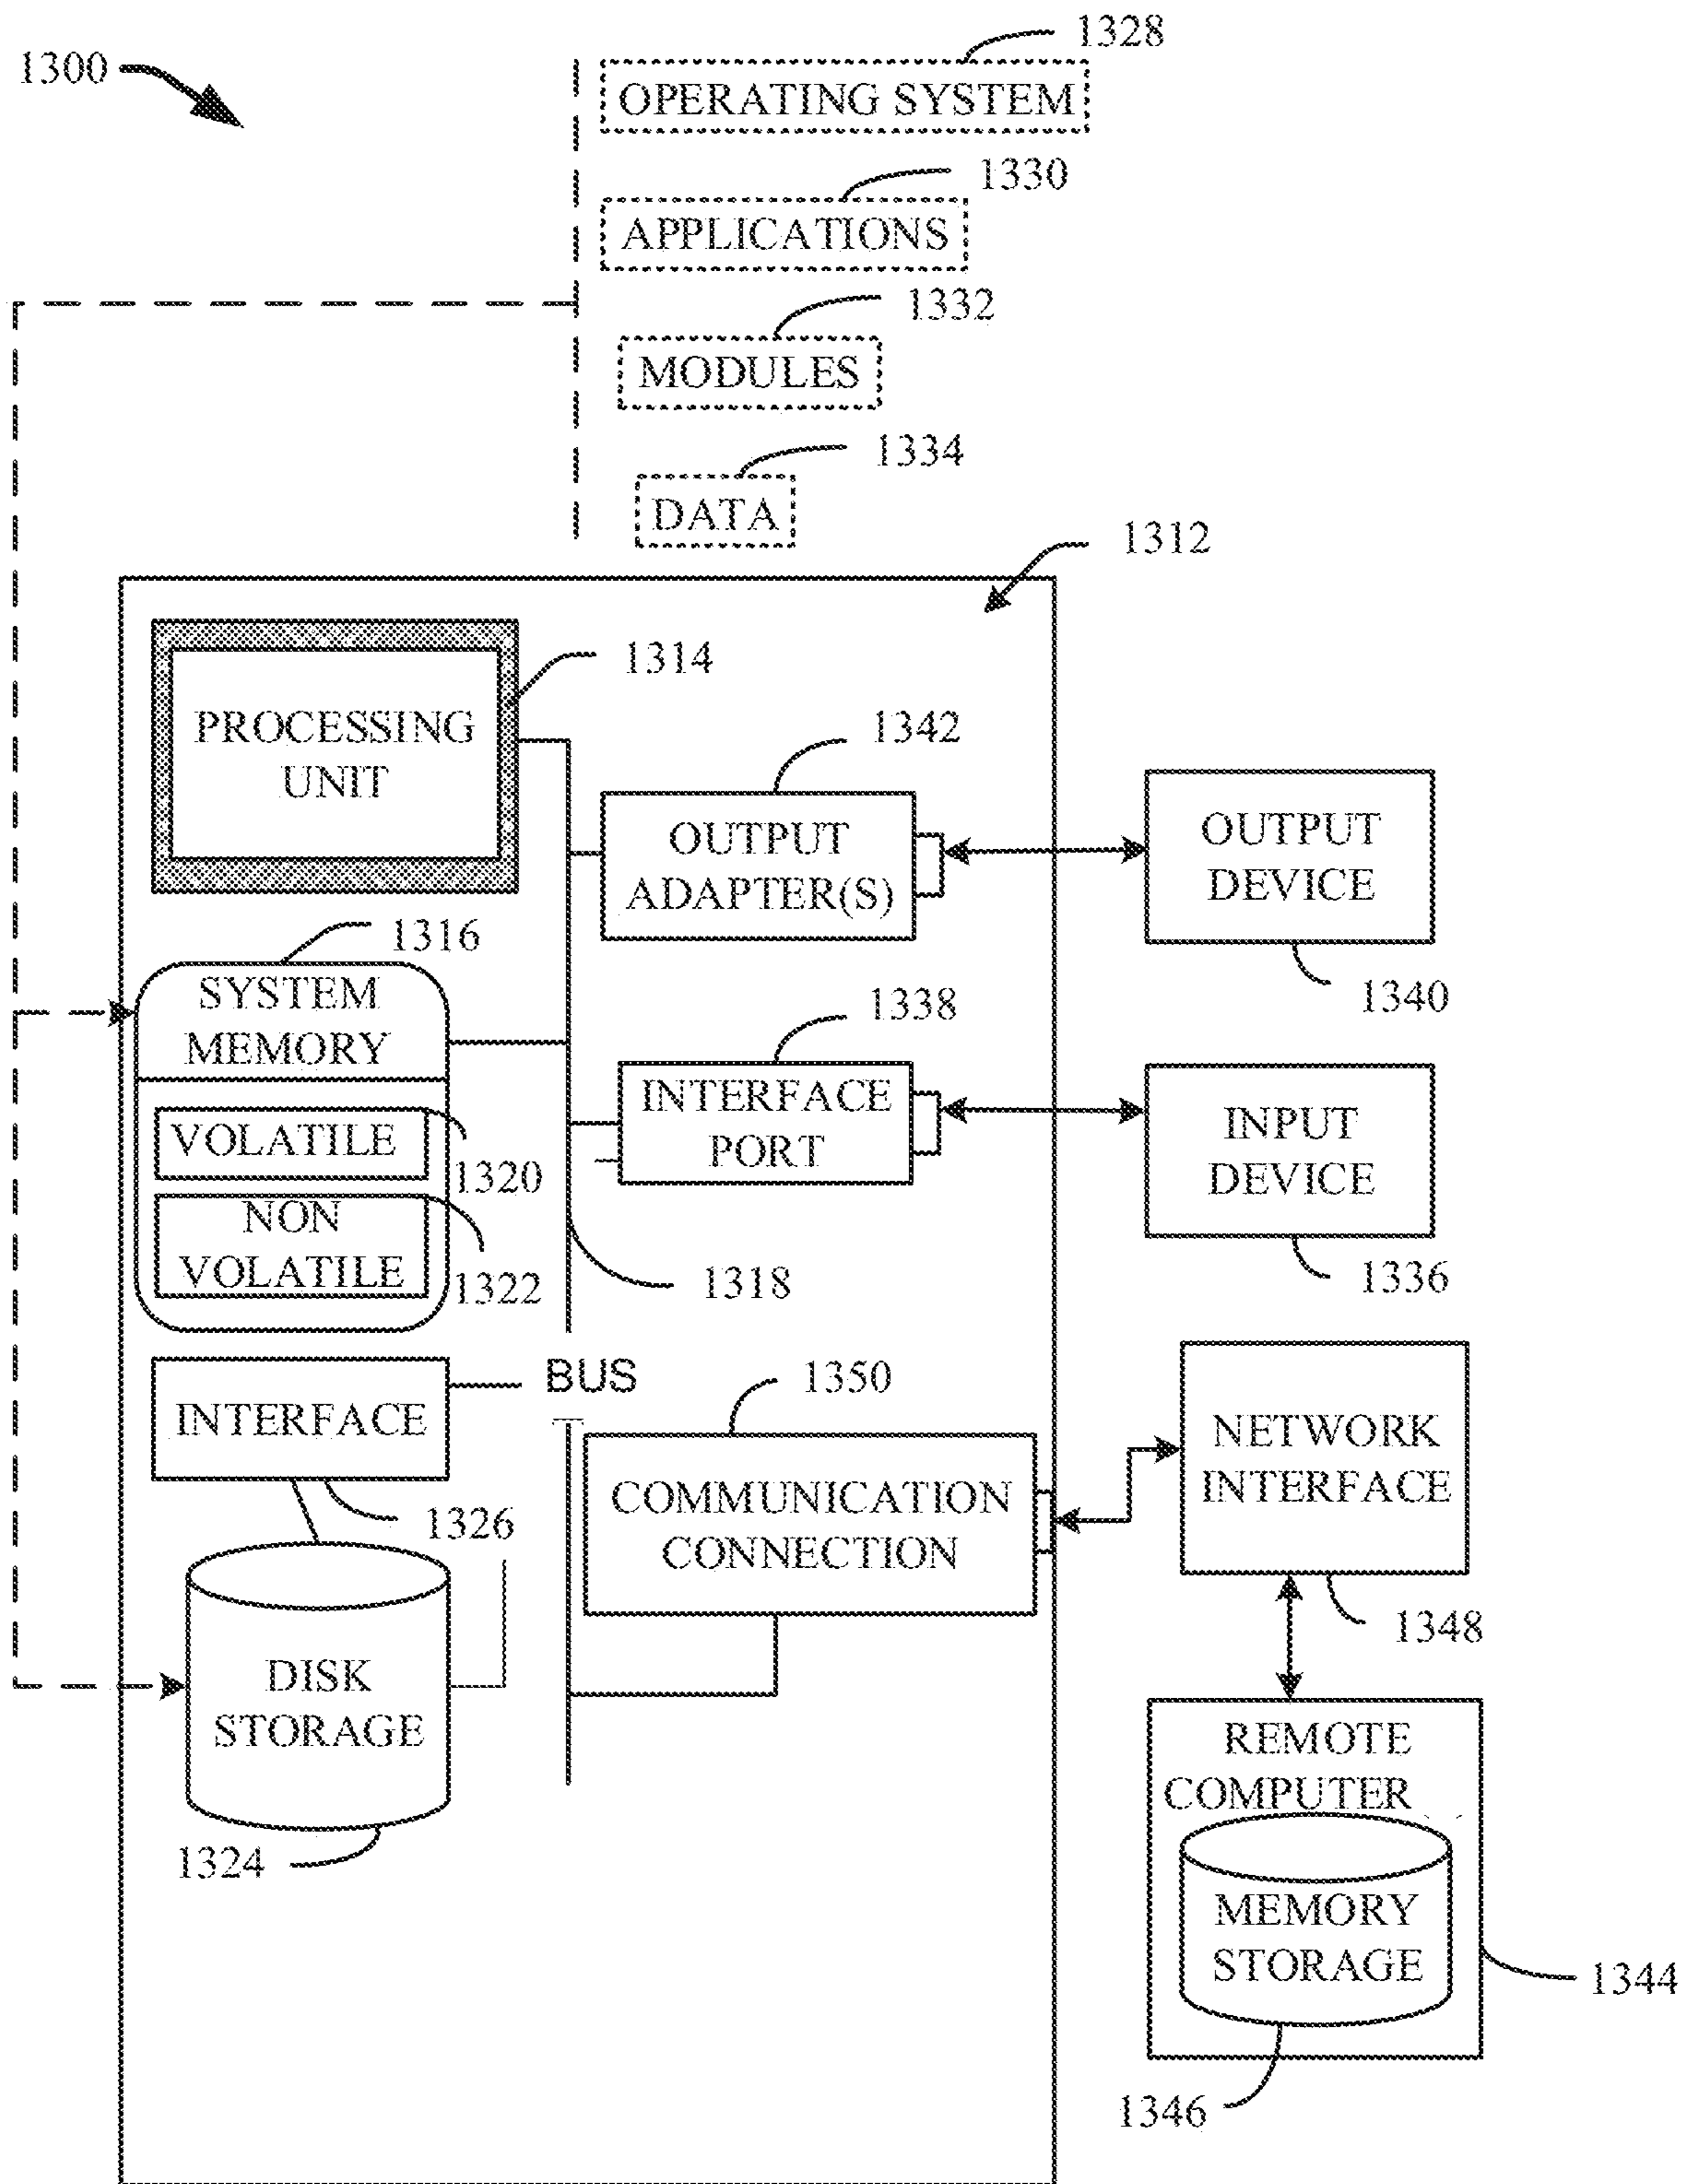 1328
1300
OPERATING SYSTEM
1330
APPLICATIONS
1332
MODULES
1334
DATA
1312
1314
PROCESSING
UNIT
1342
OUTPUT
ADAPTER(S)
OUTPUT
DEVICE
1340
1316
SYSTEM
MEMORY
1338
INTERFACE
PORT
INPUT
DEVICE
1336
VOLATILE
1320
NON
VOLATILE
1322
1318
BUS
INTERFACE
1326
1350
COMMUNICATION
CONNECTION
NETWORK
INTERFACE
1348
DISK
STORAGE
1324
REMOTE
COMPUTER
MEMORY
STORAGE
1344
1346